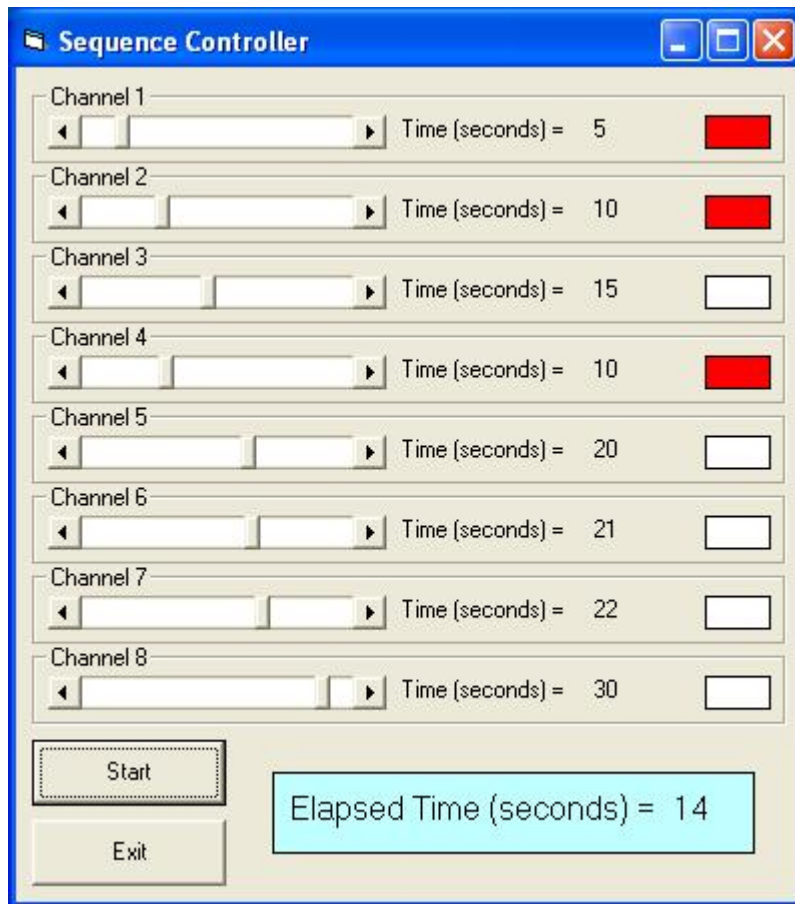 Sequence Controller
Channel 1
Time (seconds) = 5
Channel 2
Time (seconds) = 10
Channel 3
Time (seconds) = 15
Channel 4
Time (seconds) = 10
Channel 5
Time (seconds) = 20
Channel 6
Time (seconds) = 21
Channel 7
Time (seconds) = 22
Channel 8
Time (seconds) = 30
Start
Elapsed Time (seconds) = 14
Exit